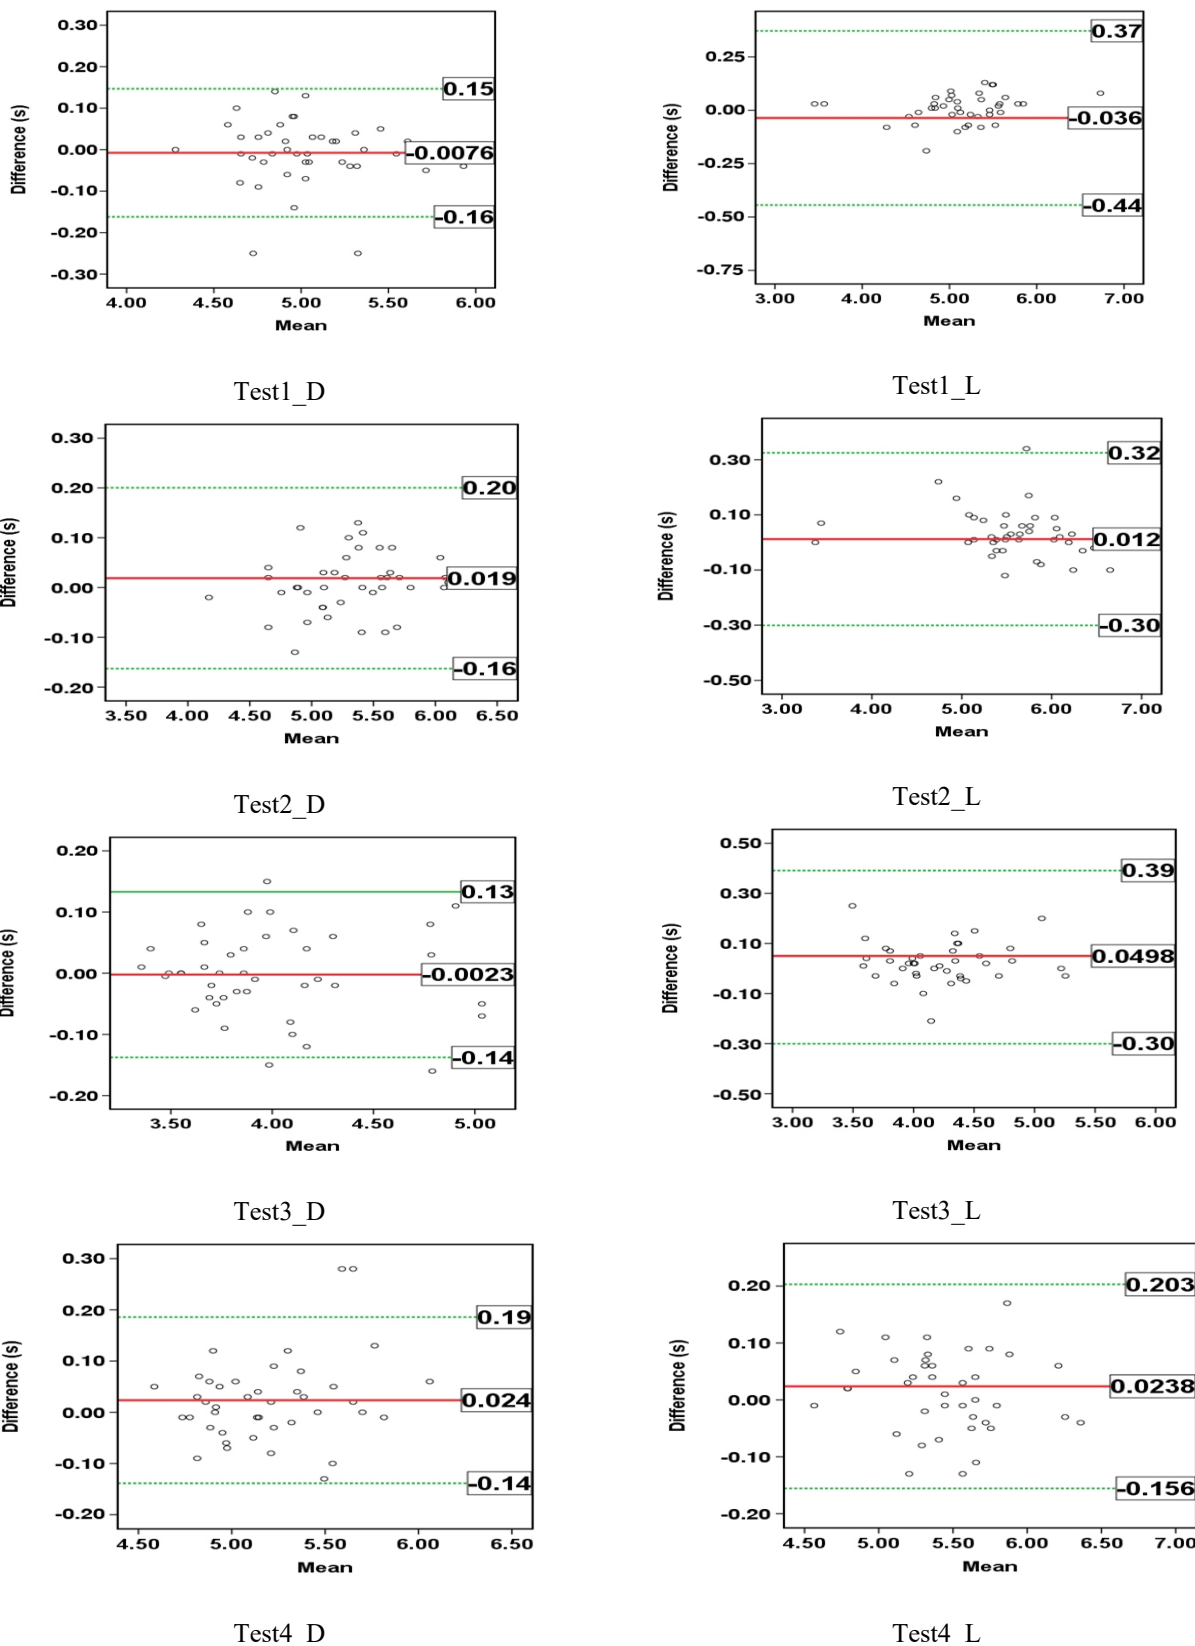 0.30
0.20
0.10
0.00
-0.10
-0.20
-0.30
Difference (s)
0.15
-0.0076
-0.16
4.00 4.50 5.00 5.50 6.00
Mean
Test1_D
0.25
0.00
-0.25
-0.50
-0.75
Difference (s)
0.37
-0.036
-0.44
3.00 4.00 5.00 6.00 7.00
Mean
Test1_L
0.30
0.20
0.10
0.00
-0.10
-0.20
Difference (s)
0.20
0.019
-0.16
3.50 4.00 4.50 5.00 5.50 6.00 6.50
Mean
Test2_D
0.30
0.10
-0.10
-0.30
-0.50
Difference (s)
0.32
0.012
-0.30
3.00 4.00 5.00 6.00 7.00
Mean
Test2_L
0.20
0.10
0.00
-0.10
-0.20
Difference (s)
0.13
-0.0023
-0.14
3.50 4.00 4.50 5.00
Mean
Test3_D
0.50
0.30
0.10
-0.10
-0.30
-0.50
Difference (s)
0.39
0.0498
-0.30
3.00 3.50 4.00 4.50 5.00 5.50 6.00
Mean
Test3_L
0.30
0.20
0.10
0.00
-0.10
-0.20
Difference (s)
0.19
0.024
-0.14
4.50 5.00 5.50 6.00 6.50
Mean
Test4_D
0.20
0.10
0.00
-0.10
-0.20
Difference (s)
0.203
0.0238
-0.156
4.50 5.00 5.50 6.00 6.50 7.00
Mean
Test4_L